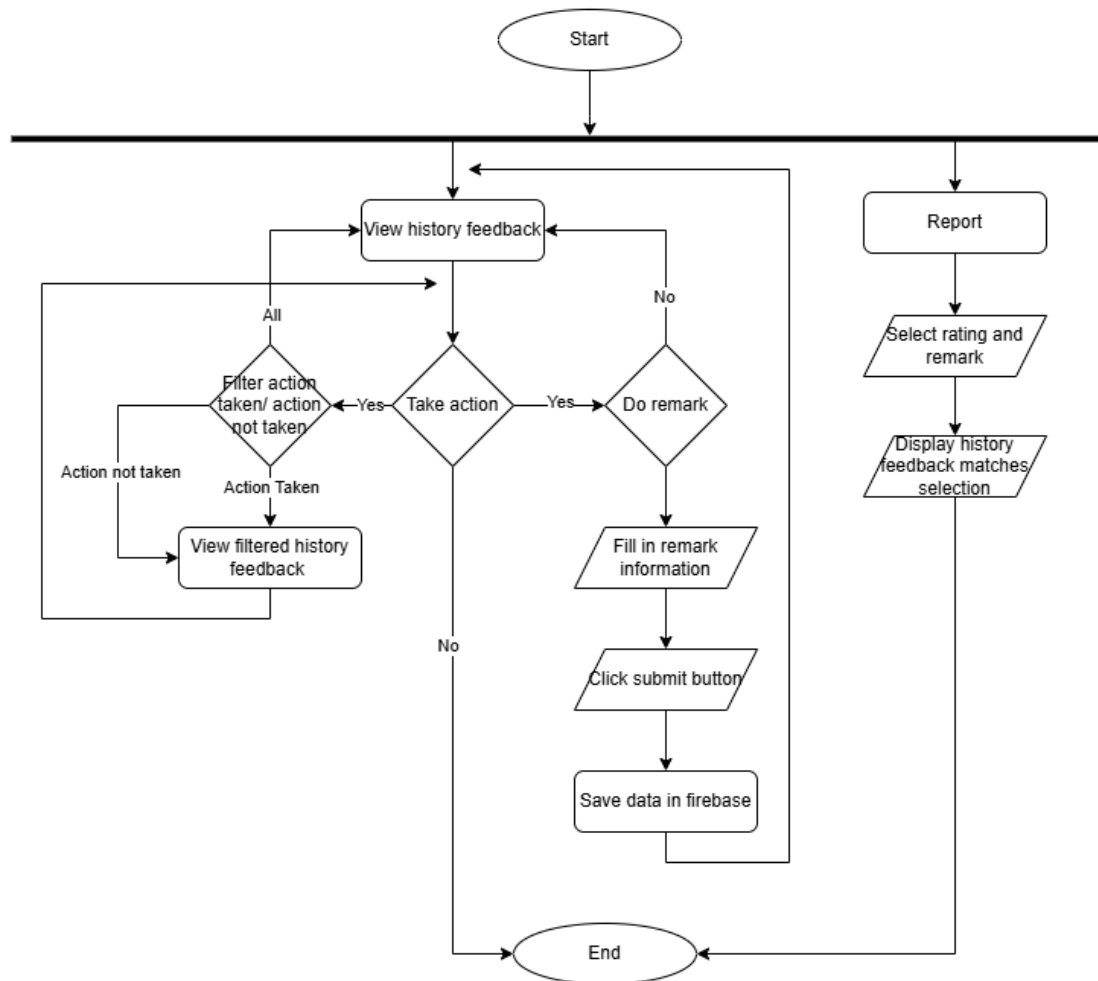 Start
View history feedback
Report
No
All
Select rating and
remark
Filter action
taken/ action
not taken
Yes
Take action
Yes
Do remark
Display history
feedback matches
selection
Action not taken
Action Taken
View filtered history
feedback
Fill in remark
information
No
Click submit button
Save data in firebase
End